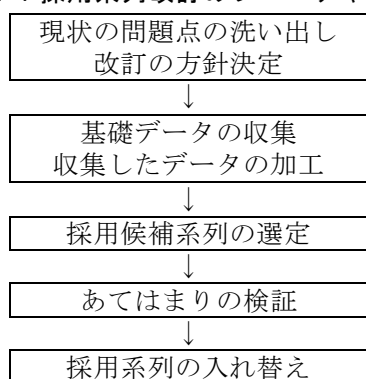 現状の問題点の洗い出し
改訂の方針決定
↓
基礎データの収集
収集したデータの加工
↓
採用候補系列の選定
↓
あてはまりの検証
↓
採用系列の入れ替え